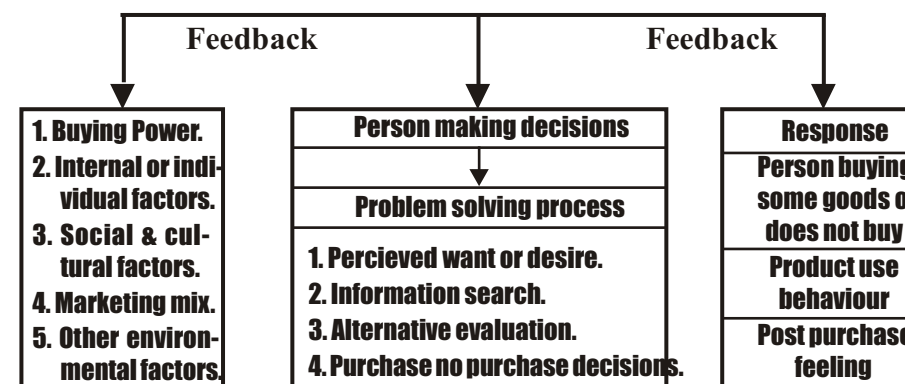 Feedback
Feedback
1. Buying Power.
2. Internal or indi-
vidual factors.
3. Social & cul-
tural factors.
4. Marketing mix.
5. Other environ-
mental factors.
Person making decisions
Problem solving process
1. Percieved want or desire.
2. Information search.
3. Alternative evaluation.
4. Purchase no purchase decisions.
Response
Person buying
some goods o
does not buy
Product use
behaviour
Post purchase
feeling